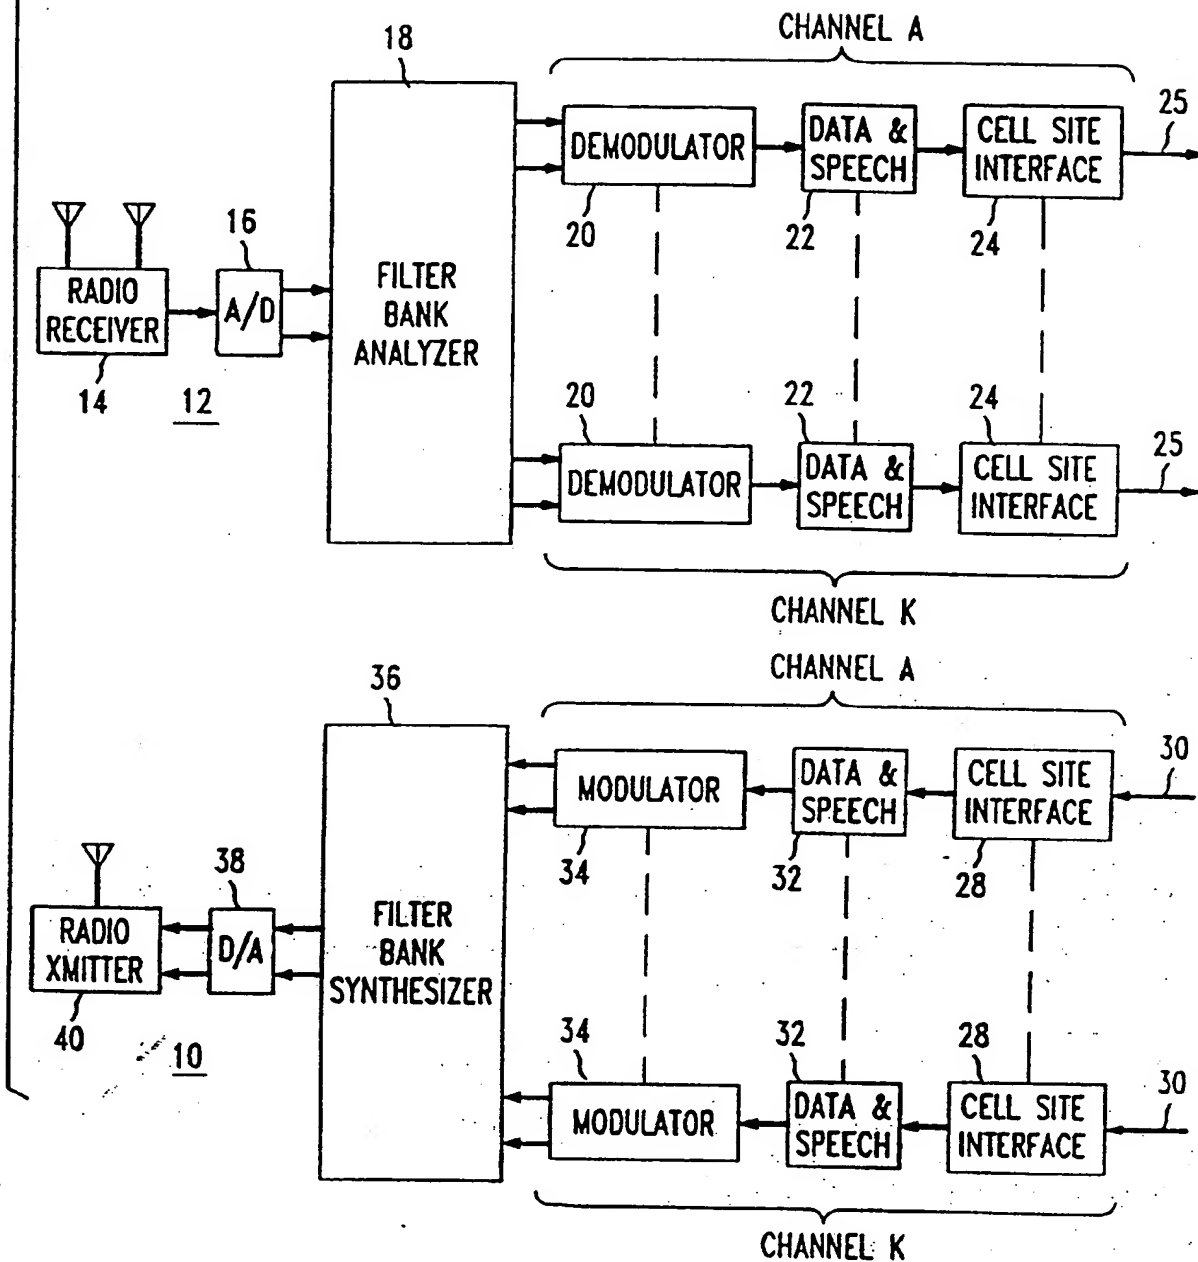 CHANNEL A
18
DEMODULATOR
DATA &
SPEECH
CELL SITE
INTERFACE
25
20
22
24
16
RADIO
RECEIVER
A/D
FILTER
BANK
ANALYZER
14
12
20
22
24
DEMODULATOR
DATA &
SPEECH
CELL SITE
INTERFACE
25
CHANNEL K
CHANNEL A
36
MODULATOR
DATA &
SPEECH
CELL SITE
INTERFACE
30
34
32
28
38
RADIO
XMITTER
D/A
FILTER
BANK
SYNTHESIZER
40
10
34
32
28
MODULATOR
DATA &
SPEECH
CELL SITE
INTERFACE
30
CHANNEL K